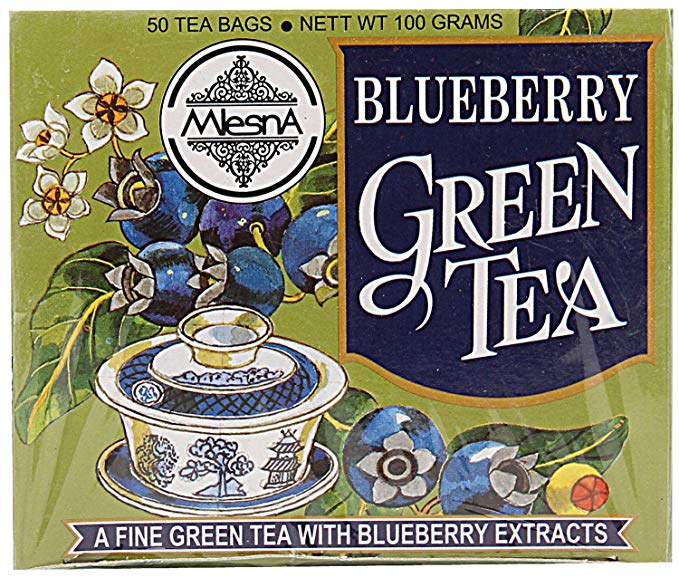 50 TEA BAGS ● NETT WT 100 GRAMS
MlesnA
BLUEBERRY
GREEN
TEA
A FINE GREEN TEA WITH BLUEBERRY EXTRACTS